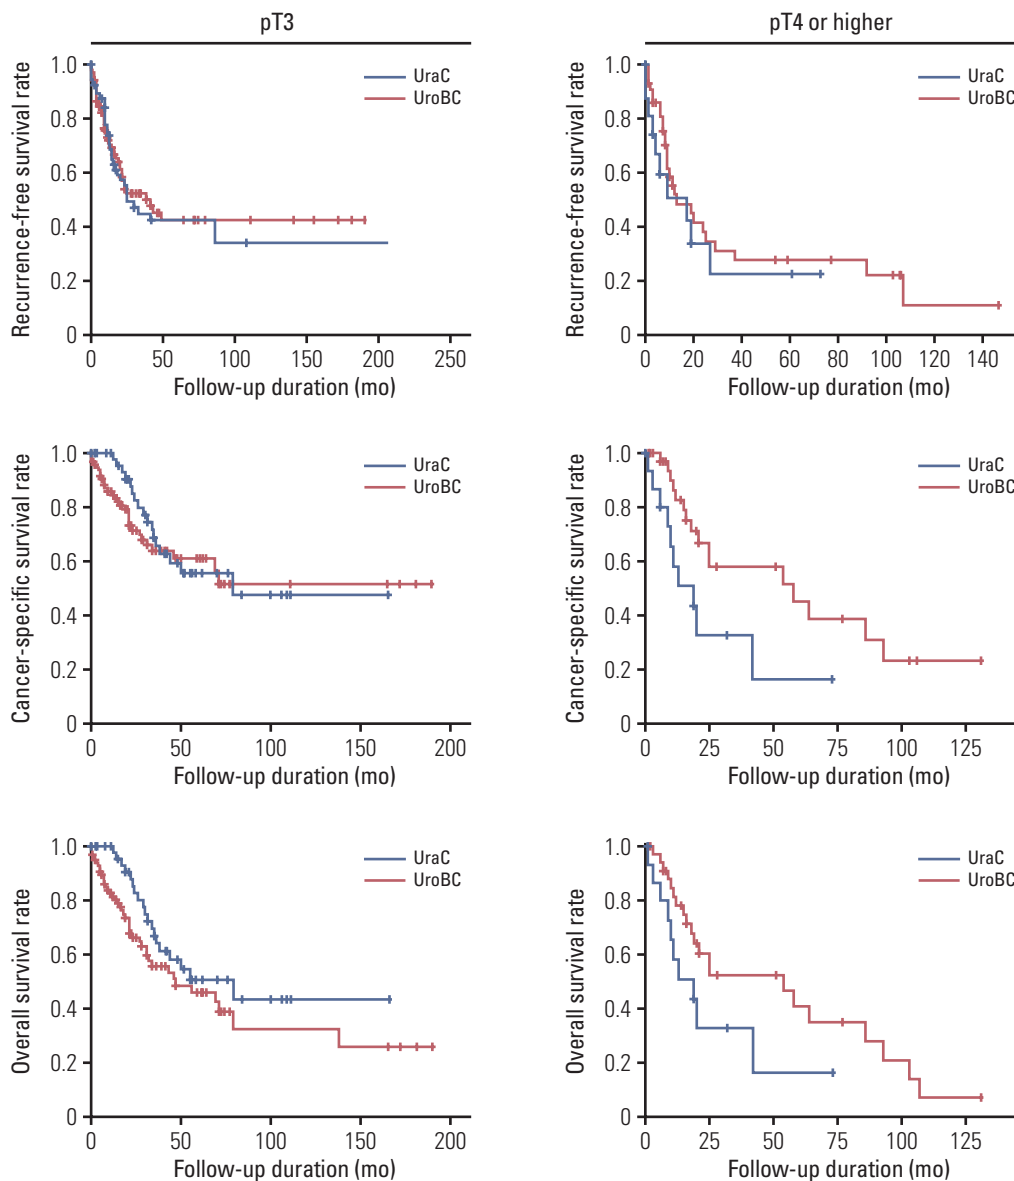 pT3
pT4 or higher
Recurrence-free survival rate
1.0
0.8
0.6
0.4
0.2
0
UraC
UroBC
0 50 100 150 200 250
Follow-up duration (mo)
Recurrence-free survival rate
1.0
0.8
0.6
0.4
0.2
0
UraC
UroBC
0 20 40 60 80 100 120 140
Follow-up duration (mo)
Cancer-specific survival rate
1.0
0.8
0.6
0.4
0.2
0
UraC
UroBC
0 50 100 150 200
Follow-up duration (mo)
Cancer-specific survival rate
1.0
0.8
0.6
0.4
0.2
0
UraC
UroBC
0 25 50 75 100 125
Follow-up duration (mo)
Overall survival rate
1.0
0.8
0.6
0.4
0.2
0
UraC
UroBC
0 50 100 150 200
Follow-up duration (mo)
Overall survival rate
1.0
0.8
0.6
0.4
0.2
0
UraC
UroBC
0 25 50 75 100 125
Follow-up duration (mo)